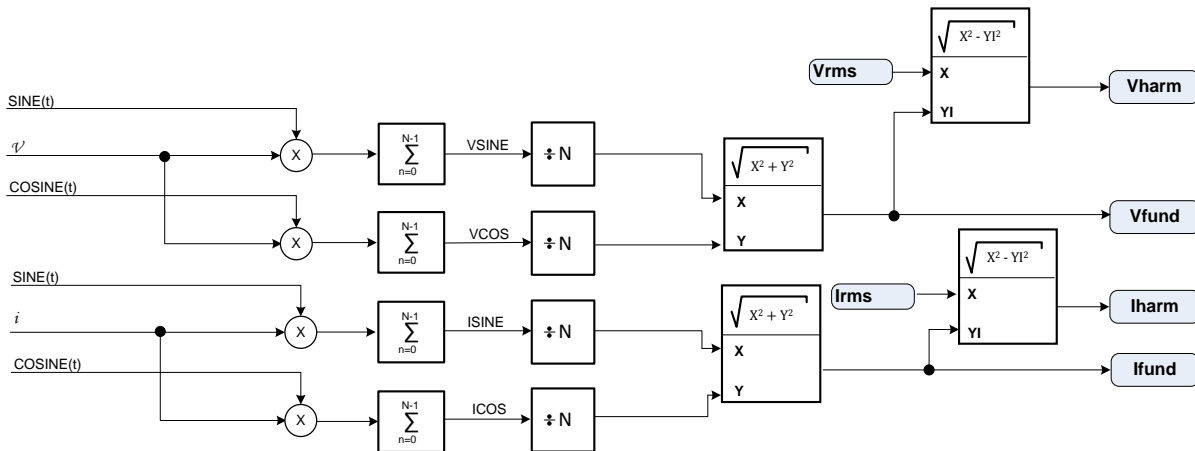 √X² - YI²
Vrms
X
Vharm
YI
SINE(t)
𝒱
X
N-1
∑
n=0
VSINE
÷ N
√X² + Y²
COSINE(t)
X
Y
Vfund
X
N-1
∑
n=0
VCOS
÷ N
√X² - YI²
SINE(t)
√X² + Y²
Irms
X
Iharm
i
X
N-1
∑
n=0
ISINE
÷ N
X
YI
COSINE(t)
Y
Ifund
X
N-1
∑
n=0
ICOS
÷ N